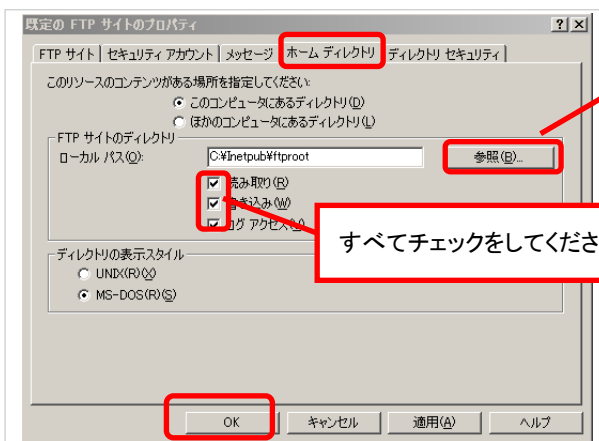 既定の FTP サイトのプロパティ
FTP サイト セキュリティ アカウント メッセージ ホーム ディレクトリ ディレクトリ セキュリティ
このリソースのコンテンツがある場所を指定してください:
このコンピュータにあるディレクトリ(D)
ほかのコンピュータにあるディレクトリ(L)
FTP サイトのディレクトリ
ローカル パス(O): C:¥Inetpub¥ftproot 参照(B)...
読み取り(R)
書き込み(W)
ログ アクセス(V)
すべてチェックをしてくださ
ディレクトリの表示スタイル
UNIX(R)(X)
MS-DOS(R)(S)
OK キャンセル 適用(A) ヘルプ